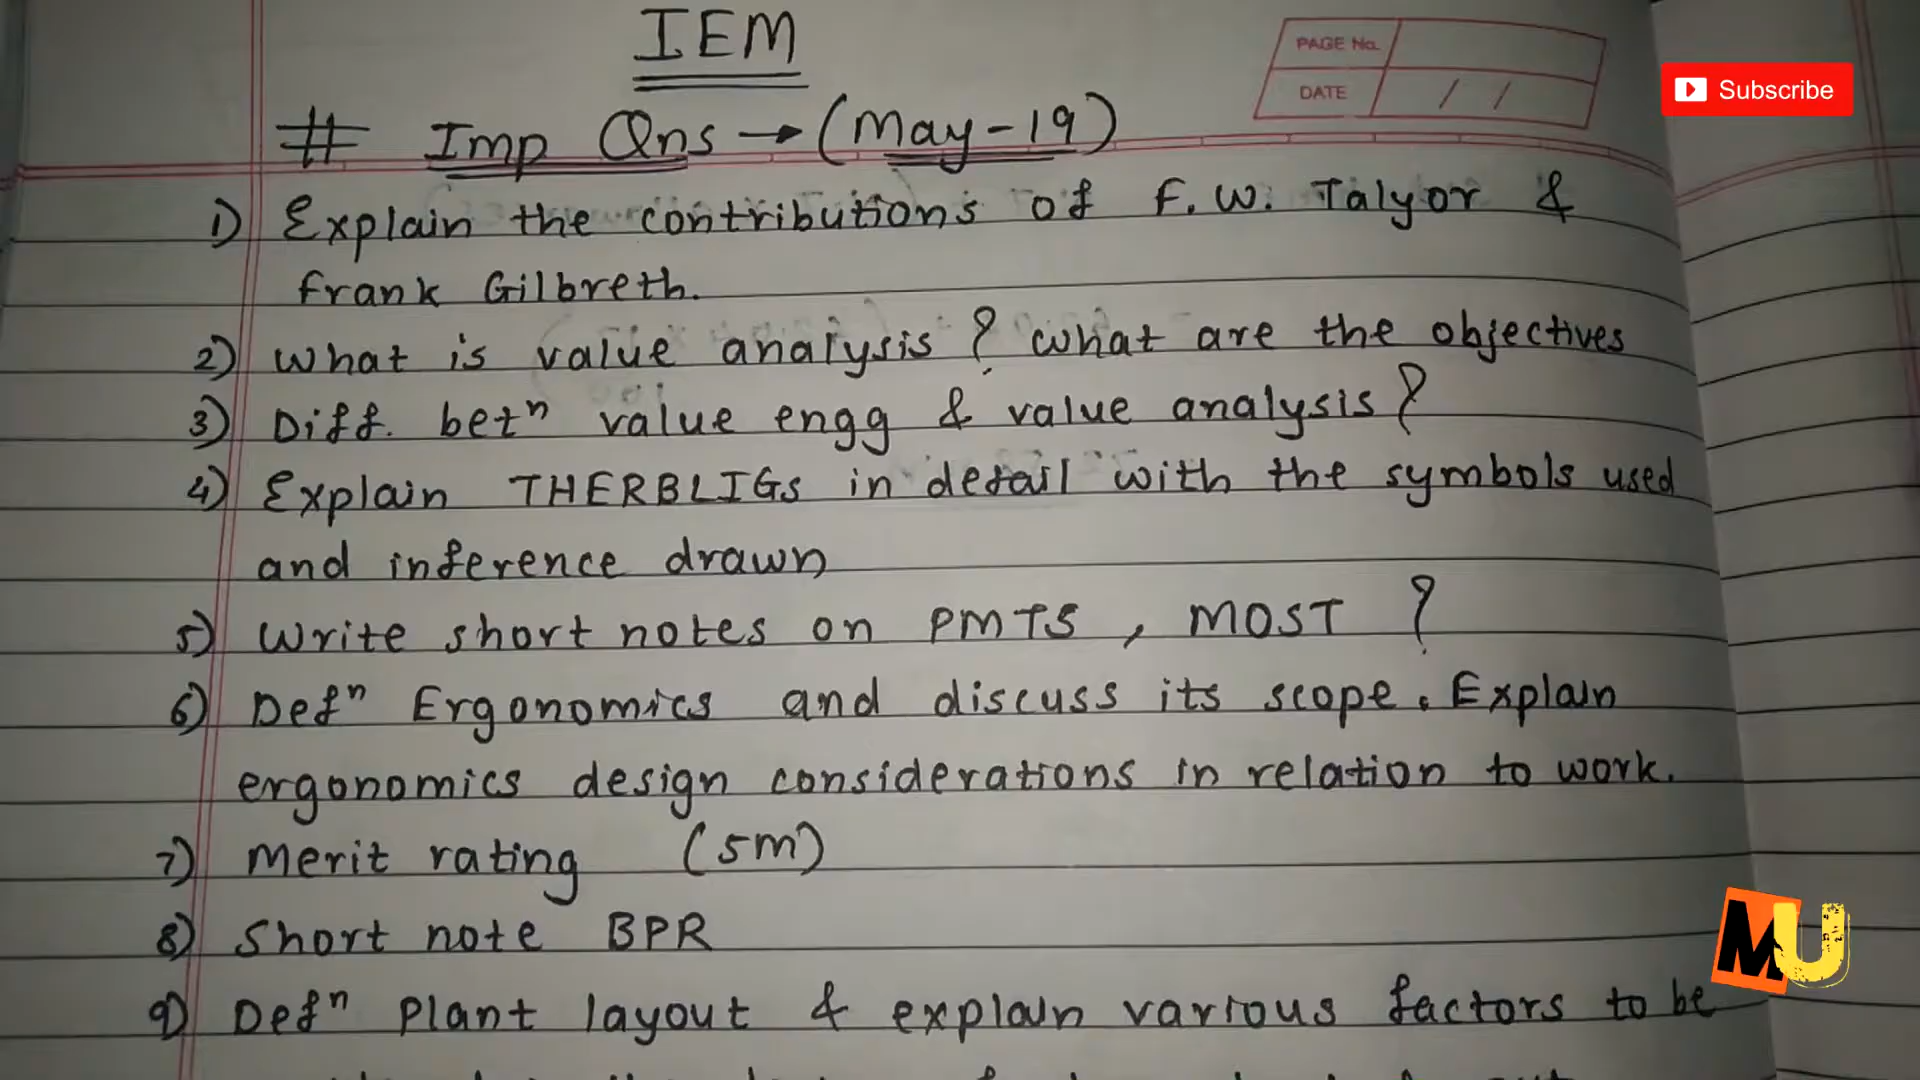 IEM
PAGE No.
DATE / /
Subscribe
# Imp Qns → (May-19)
1) Explain the contributions of F. W. Talyor &
Frank Gilbreth.
2) What is value analysis ? What are the objectives
3) Diff. betⁿ value engg & value analysis ?
4) Explain THERBLIGs in detail with the symbols used
and inference drawn
5) Write short notes on PMTS , MOST ?
6) Defⁿ Ergonomics and discuss its scope. Explain
ergonomics design considerations in relation to work.
7) Merit rating (5m)
8) Short note BPR
9) Defⁿ Plant layout & explain various factors to be
MU